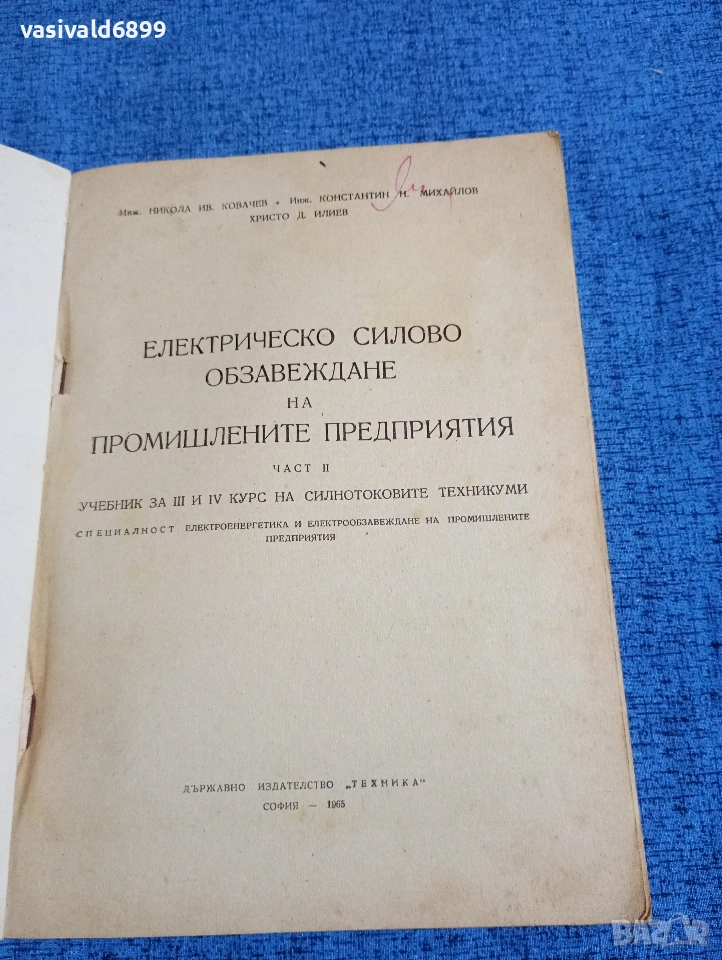 vasivald6899
Инж. НИКОЛА ИВ. КОВАЧЕВ • Инж. КОНСТАНТИН Н. МИХАЙЛОВ
ХРИСТО Д. ИЛИЕВ
ЕЛЕКТРИЧЕСКО СИЛОВО
ОБЗАВЕЖДАНЕ
НА
ПРОМИШЛЕНИТЕ ПРЕДПРИЯТИЯ
ЧАСТ II
УЧЕБНИК ЗА III И IV КУРС НА СИЛНОТОКОВИТЕ ТЕХНИКУМИ
СПЕЦИАЛНОСТ ЕЛЕКТРОЕНЕРГЕТИКА И ЕЛЕКТРООБЗАВЕЖДАНЕ НА ПРОМИШЛЕНИТЕ
ПРЕДПРИЯТИЯ
ДЪРЖАВНО ИЗДАТЕЛСТВО „ТЕХНИКА"
СОФИЯ — 1965
BAZAR